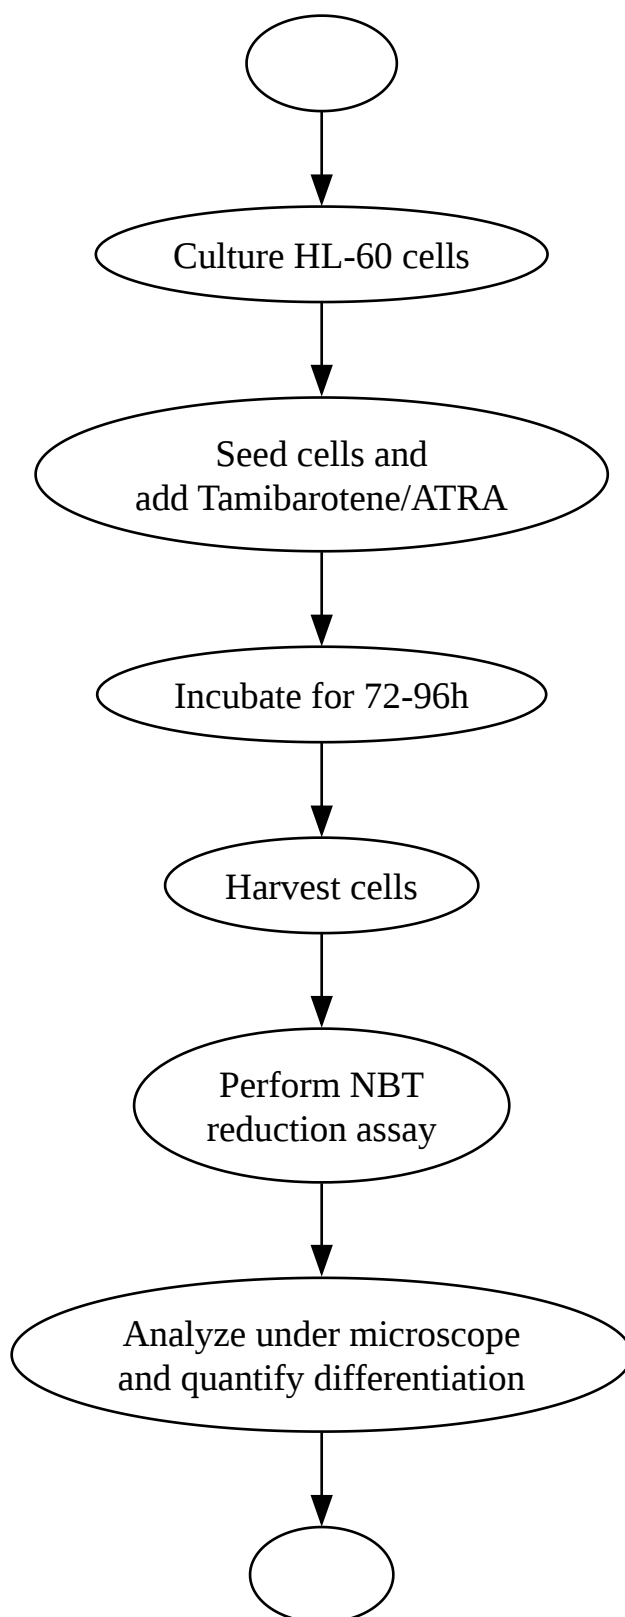 Culture HL-60 cells
Seed cells and
add Tamibarotene/ATRA
Incubate for 72-96h
Harvest cells
Perform NBT
reduction assay
Analyze under microscope
and quantify differentiation